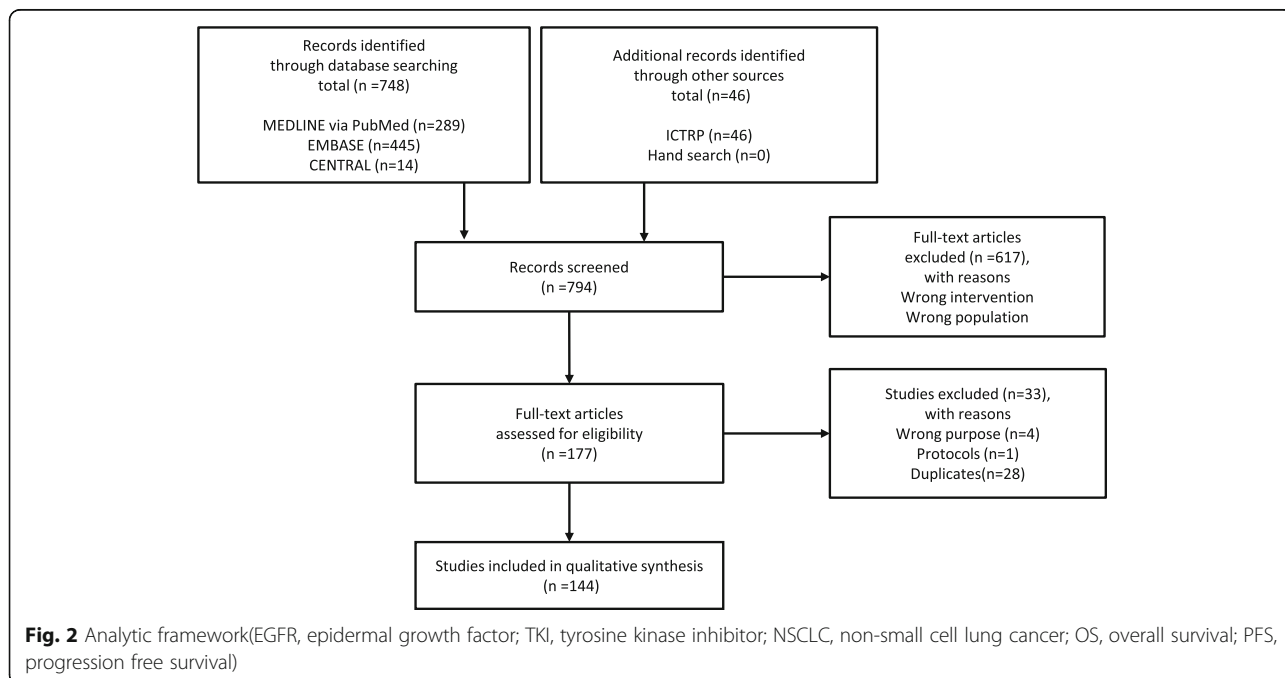 Records identified
through database searching
total (n =748)
MEDLINE via PubMed (n=289)
EMBASE (n=445)
CENTRAL (n=14)
Additional records identified
through other sources
total (n=46)
ICTRP (n=46)
Hand search (n=0)
Records screened
(n =794)
Full-text articles
excluded (n =617),
with reasons
Wrong intervention
Wrong population
Full-text articles
assessed for eligibility
(n =177)
Studies excluded (n=33),
with reasons
Wrong purpose (n=4)
Protocols (n=1)
Duplicates(n=28)
Studies included in qualitative synthesis
(n =144)
Fig. 2 Analytic framework(EGFR, epidermal growth factor; TKI, tyrosine kinase inhibitor; NSCLC, non-small cell lung cancer; OS, overall survival; PFS,
progression free survival)